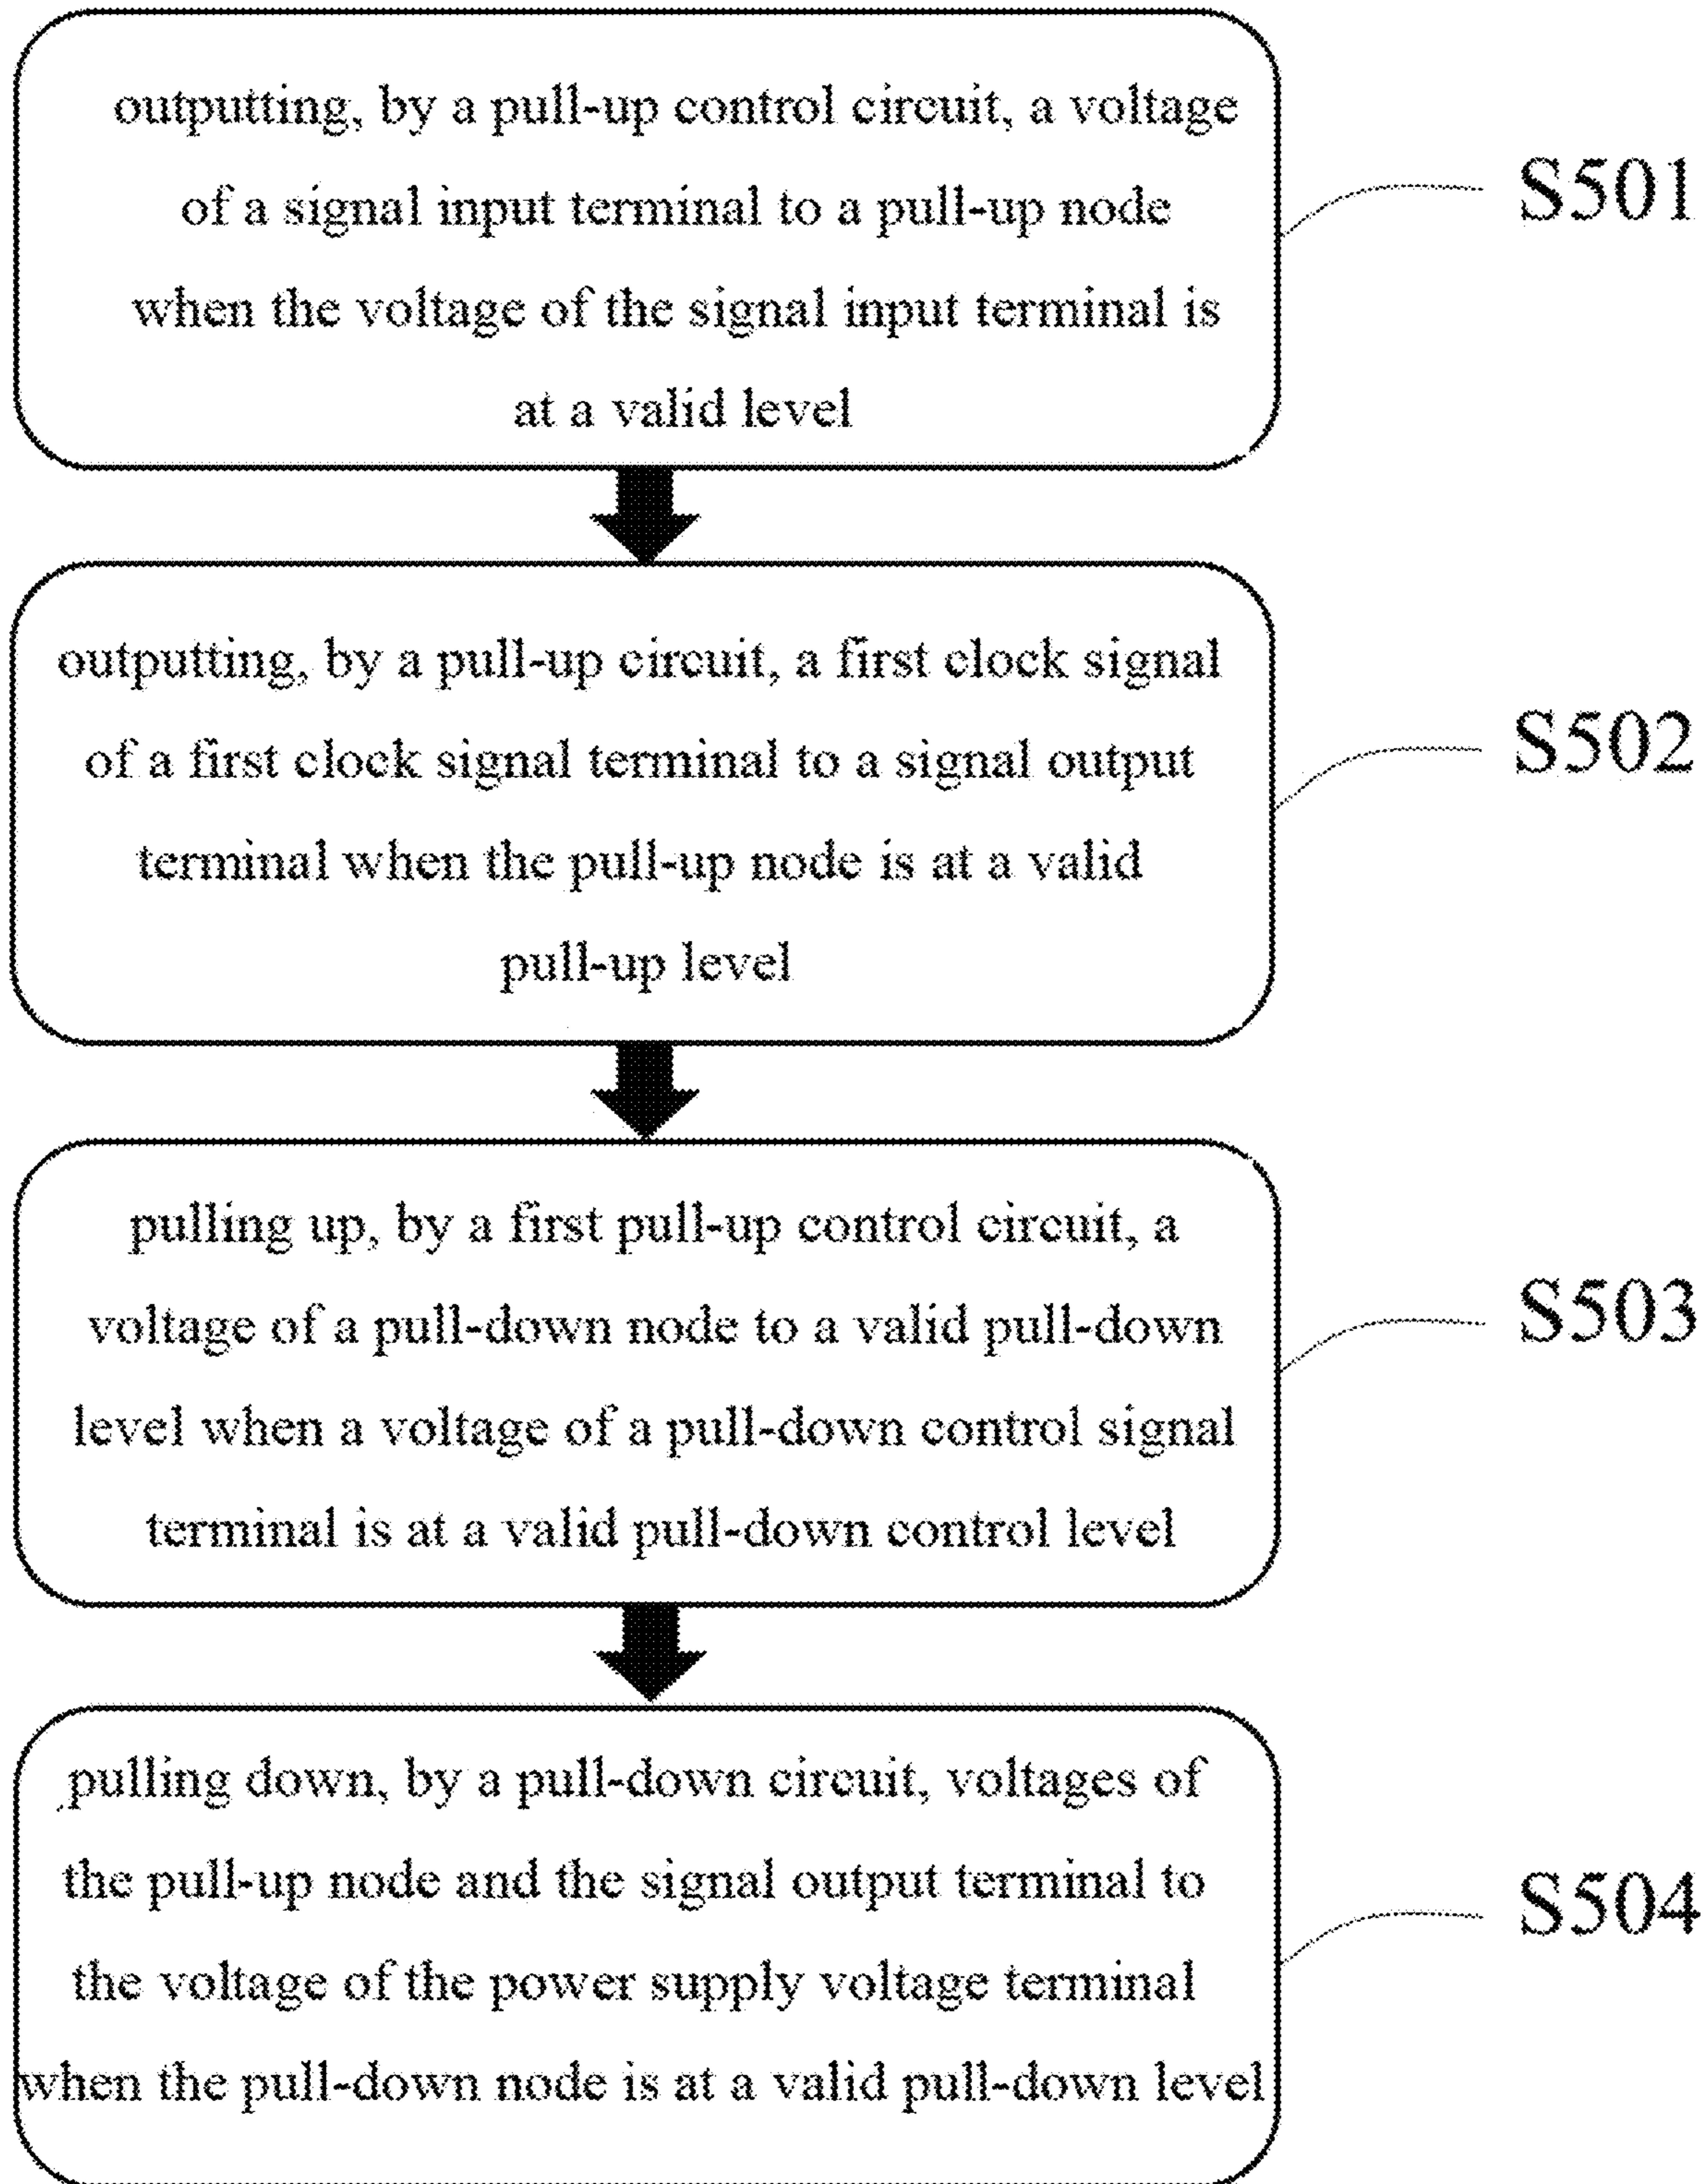 outputting, by a pull-up control circuit, a voltage
of a signal input terminal to a pull-up node
when the voltage of the signal input terminal is
at a valid level
S501
outputting, by a pull-up circuit, a first clock signal
of a first clock signal terminal to a signal output
terminal when the pull-up node is at a valid
pull-up level
S502
pulling up, by a first pull-up control circuit, a
voltage of a pull-down node to a valid pull-down
level when a voltage of a pull-down control signal
terminal is at a valid pull-down control level
S503
pulling down, by a pull-down circuit, voltages of
the pull-up node and the signal output terminal to
the voltage of the power supply voltage terminal
when the pull-down node is at a valid pull-down level
S504